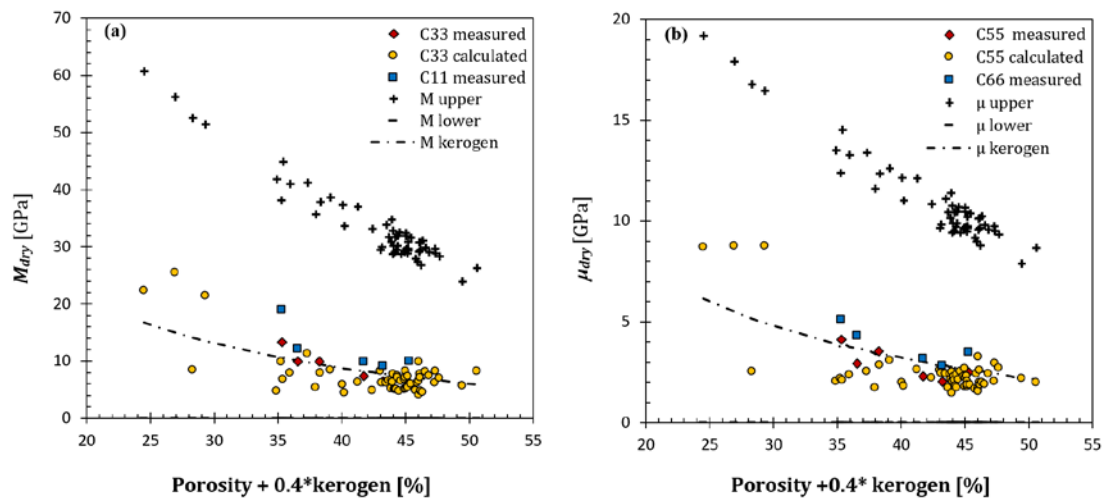 (a)
C33 measured
C33 calculated
C11 measured
M upper
M lower
M kerogen
70
60
50
40
30
20
10
0
M_dry [GPa]
20 25 30 35 40 45 50 55
Porosity + 0.4*kerogen [%]
(b)
C55 measured
C55 calculated
C66 measured
μ upper
μ lower
μ kerogen
20
15
10
5
0
μ_dry [GPa]
20 25 30 35 40 45 50 55
Porosity +0.4* kerogen [%]